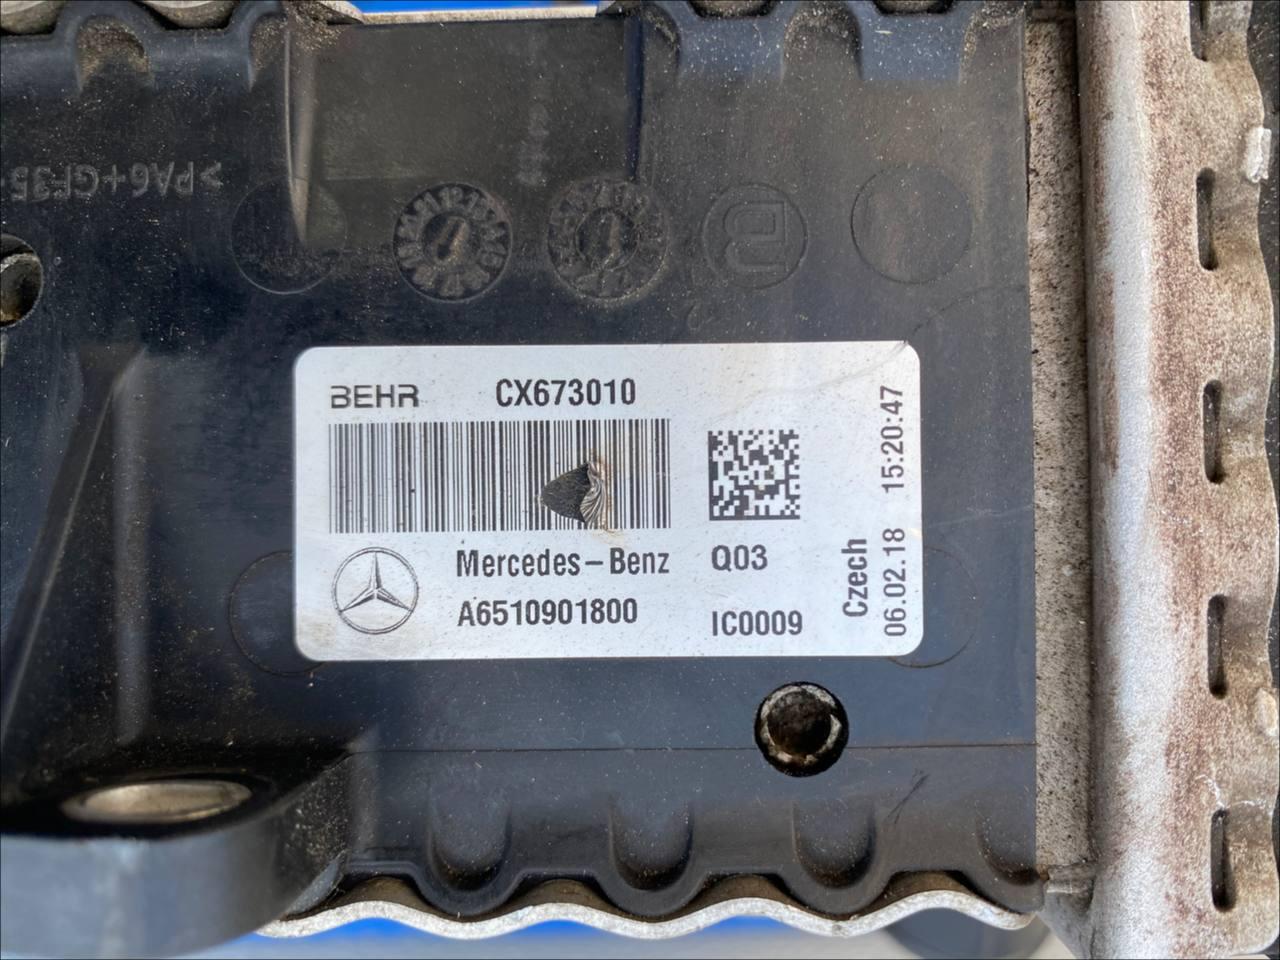 >PA6+GF35
BEHR CX673010
Mercedes-Benz Q03
A6510901800 IC0009
Czech
06.02.18 15:20:47